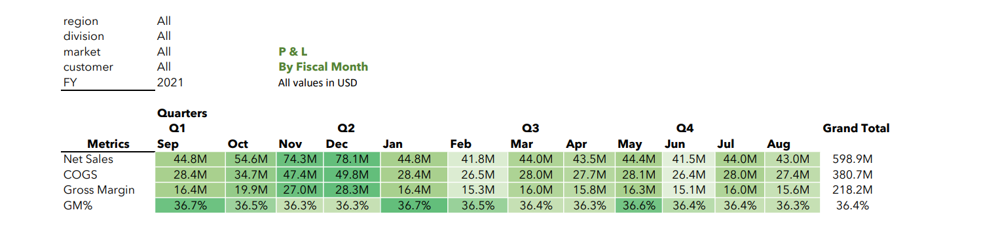 region All
division All
market All P & L
customer All By Fiscal Month
FY 2021 All values in USD
Quarters
Q1 Q2 Q3 Q4 Grand Total
Metrics Sep Oct Nov Dec Jan Feb Mar Apr May Jun Jul Aug
Net Sales 44.8M 54.6M 74.3M 78.1M 44.8M 41.8M 44.0M 43.5M 44.4M 41.5M 44.0M 43.0M 598.9M
COGS 28.4M 34.7M 47.4M 49.8M 28.4M 26.5M 28.0M 27.7M 28.1M 26.4M 28.0M 27.4M 380.7M
Gross Margin 16.4M 19.9M 27.0M 28.3M 16.4M 15.3M 16.0M 15.8M 16.3M 15.1M 16.0M 15.6M 218.2M
GM% 36.7% 36.5% 36.3% 36.3% 36.7% 36.5% 36.4% 36.3% 36.6% 36.4% 36.4% 36.3% 36.4%